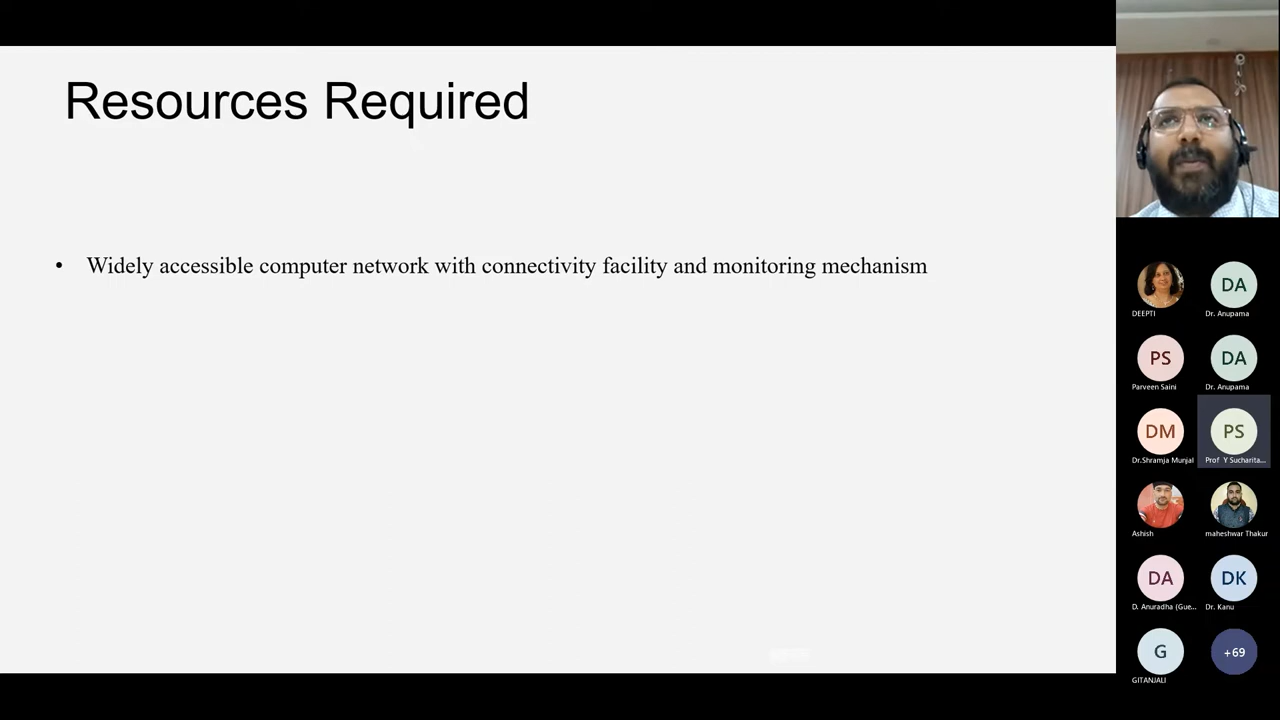 Resources Required
• Widely accessible computer network with connectivity facility and monitoring mechanism
DEEPTI
DA
Dr. Anupama
PS
Parveen Saini
DA
Dr. Anupama
DM
Dr.Shramja Munjal
PS
Prof Y Sucharita...
Ashish
maheshwar Thakur
DA
D. Anuradha (Gue...
DK
Dr. Kanu
G
GITANJALI
+69